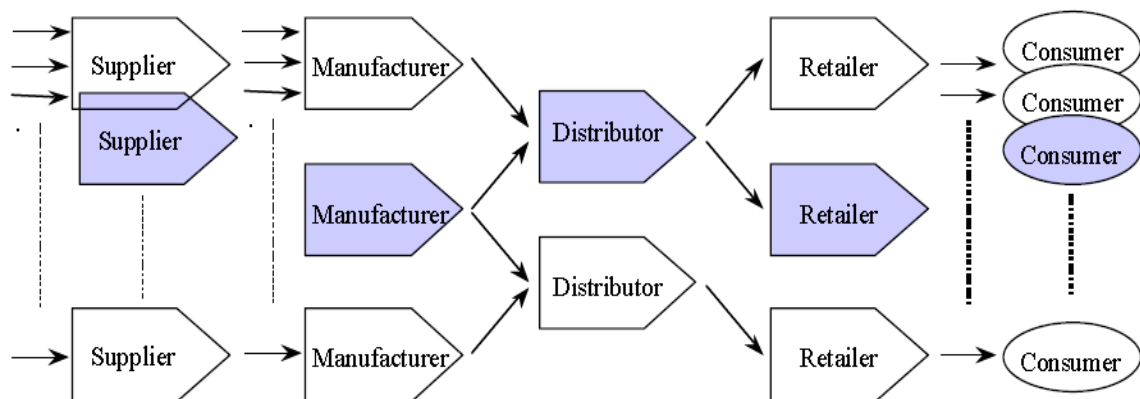 Supplier
Supplier
Supplier
Manufacturer
Manufacturer
Manufacturer
Distributor
Distributor
Retailer
Retailer
Retailer
Consumer
Consumer
Consumer
Consumer